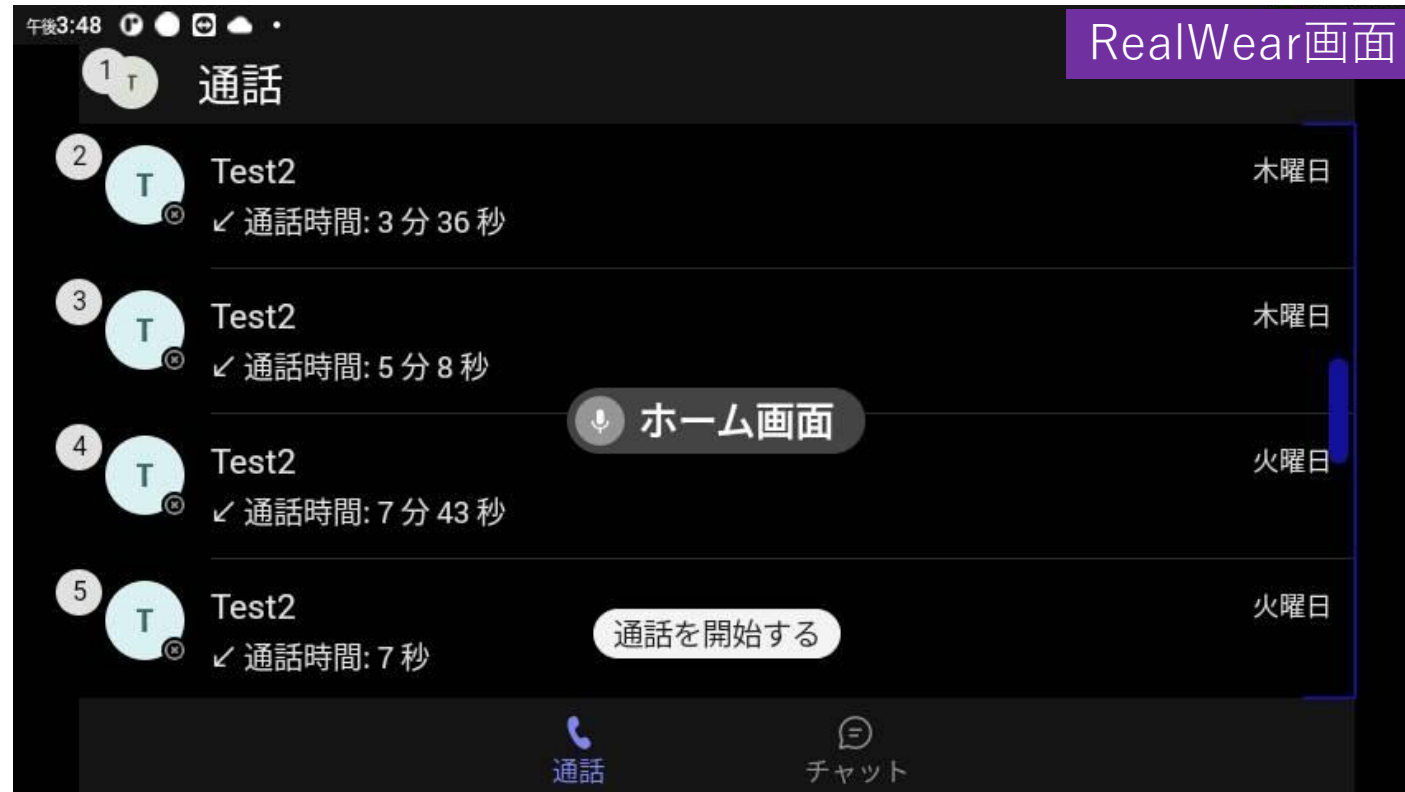 午後3:48
RealWear画面
1
T
通話
2
T
Test2
木曜日
↙ 通話時間: 3 分 36 秒
3
T
Test2
木曜日
↙ 通話時間: 5 分 8 秒
ホーム画面
4
T
Test2
火曜日
↙ 通話時間: 7 分 43 秒
5
T
Test2
火曜日
通話を開始する
↙ 通話時間: 7 秒
通話
チャット